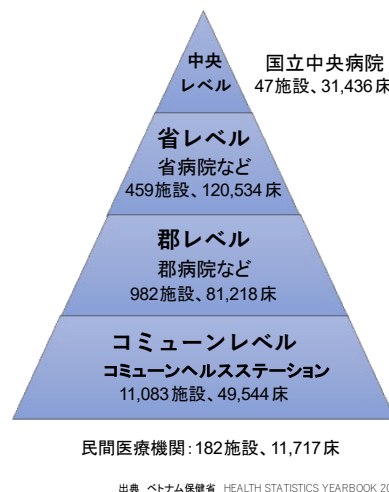 中央
レベル
国立中央病院
47施設、31,436床
省レベル
省病院など
459施設、120,534床
郡レベル
郡病院など
982施設、81,218床
コミューンレベル
コミューンヘルスステーション
11,083施設、49,544床
民間医療機関：182施設、11,717床
出典 ベトナム保健省 HEALTH STATISTICS YEARBOOK